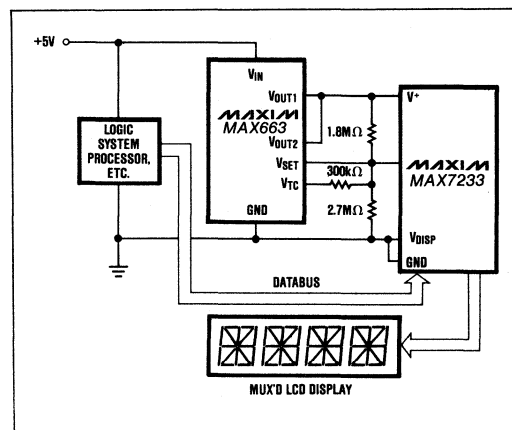 +5V
VIN
VOUT1
V+
MAXIM
MAX663
1.8MΩ
LOGIC
SYSTEM
PROCESSOR,
ETC.
VOUT2
VSET
MAXIM
MAX7233
300kΩ
VTC
2.7MΩ
GND
VDISP
GND
DATABUS
MUX'D LCD DISPLAY